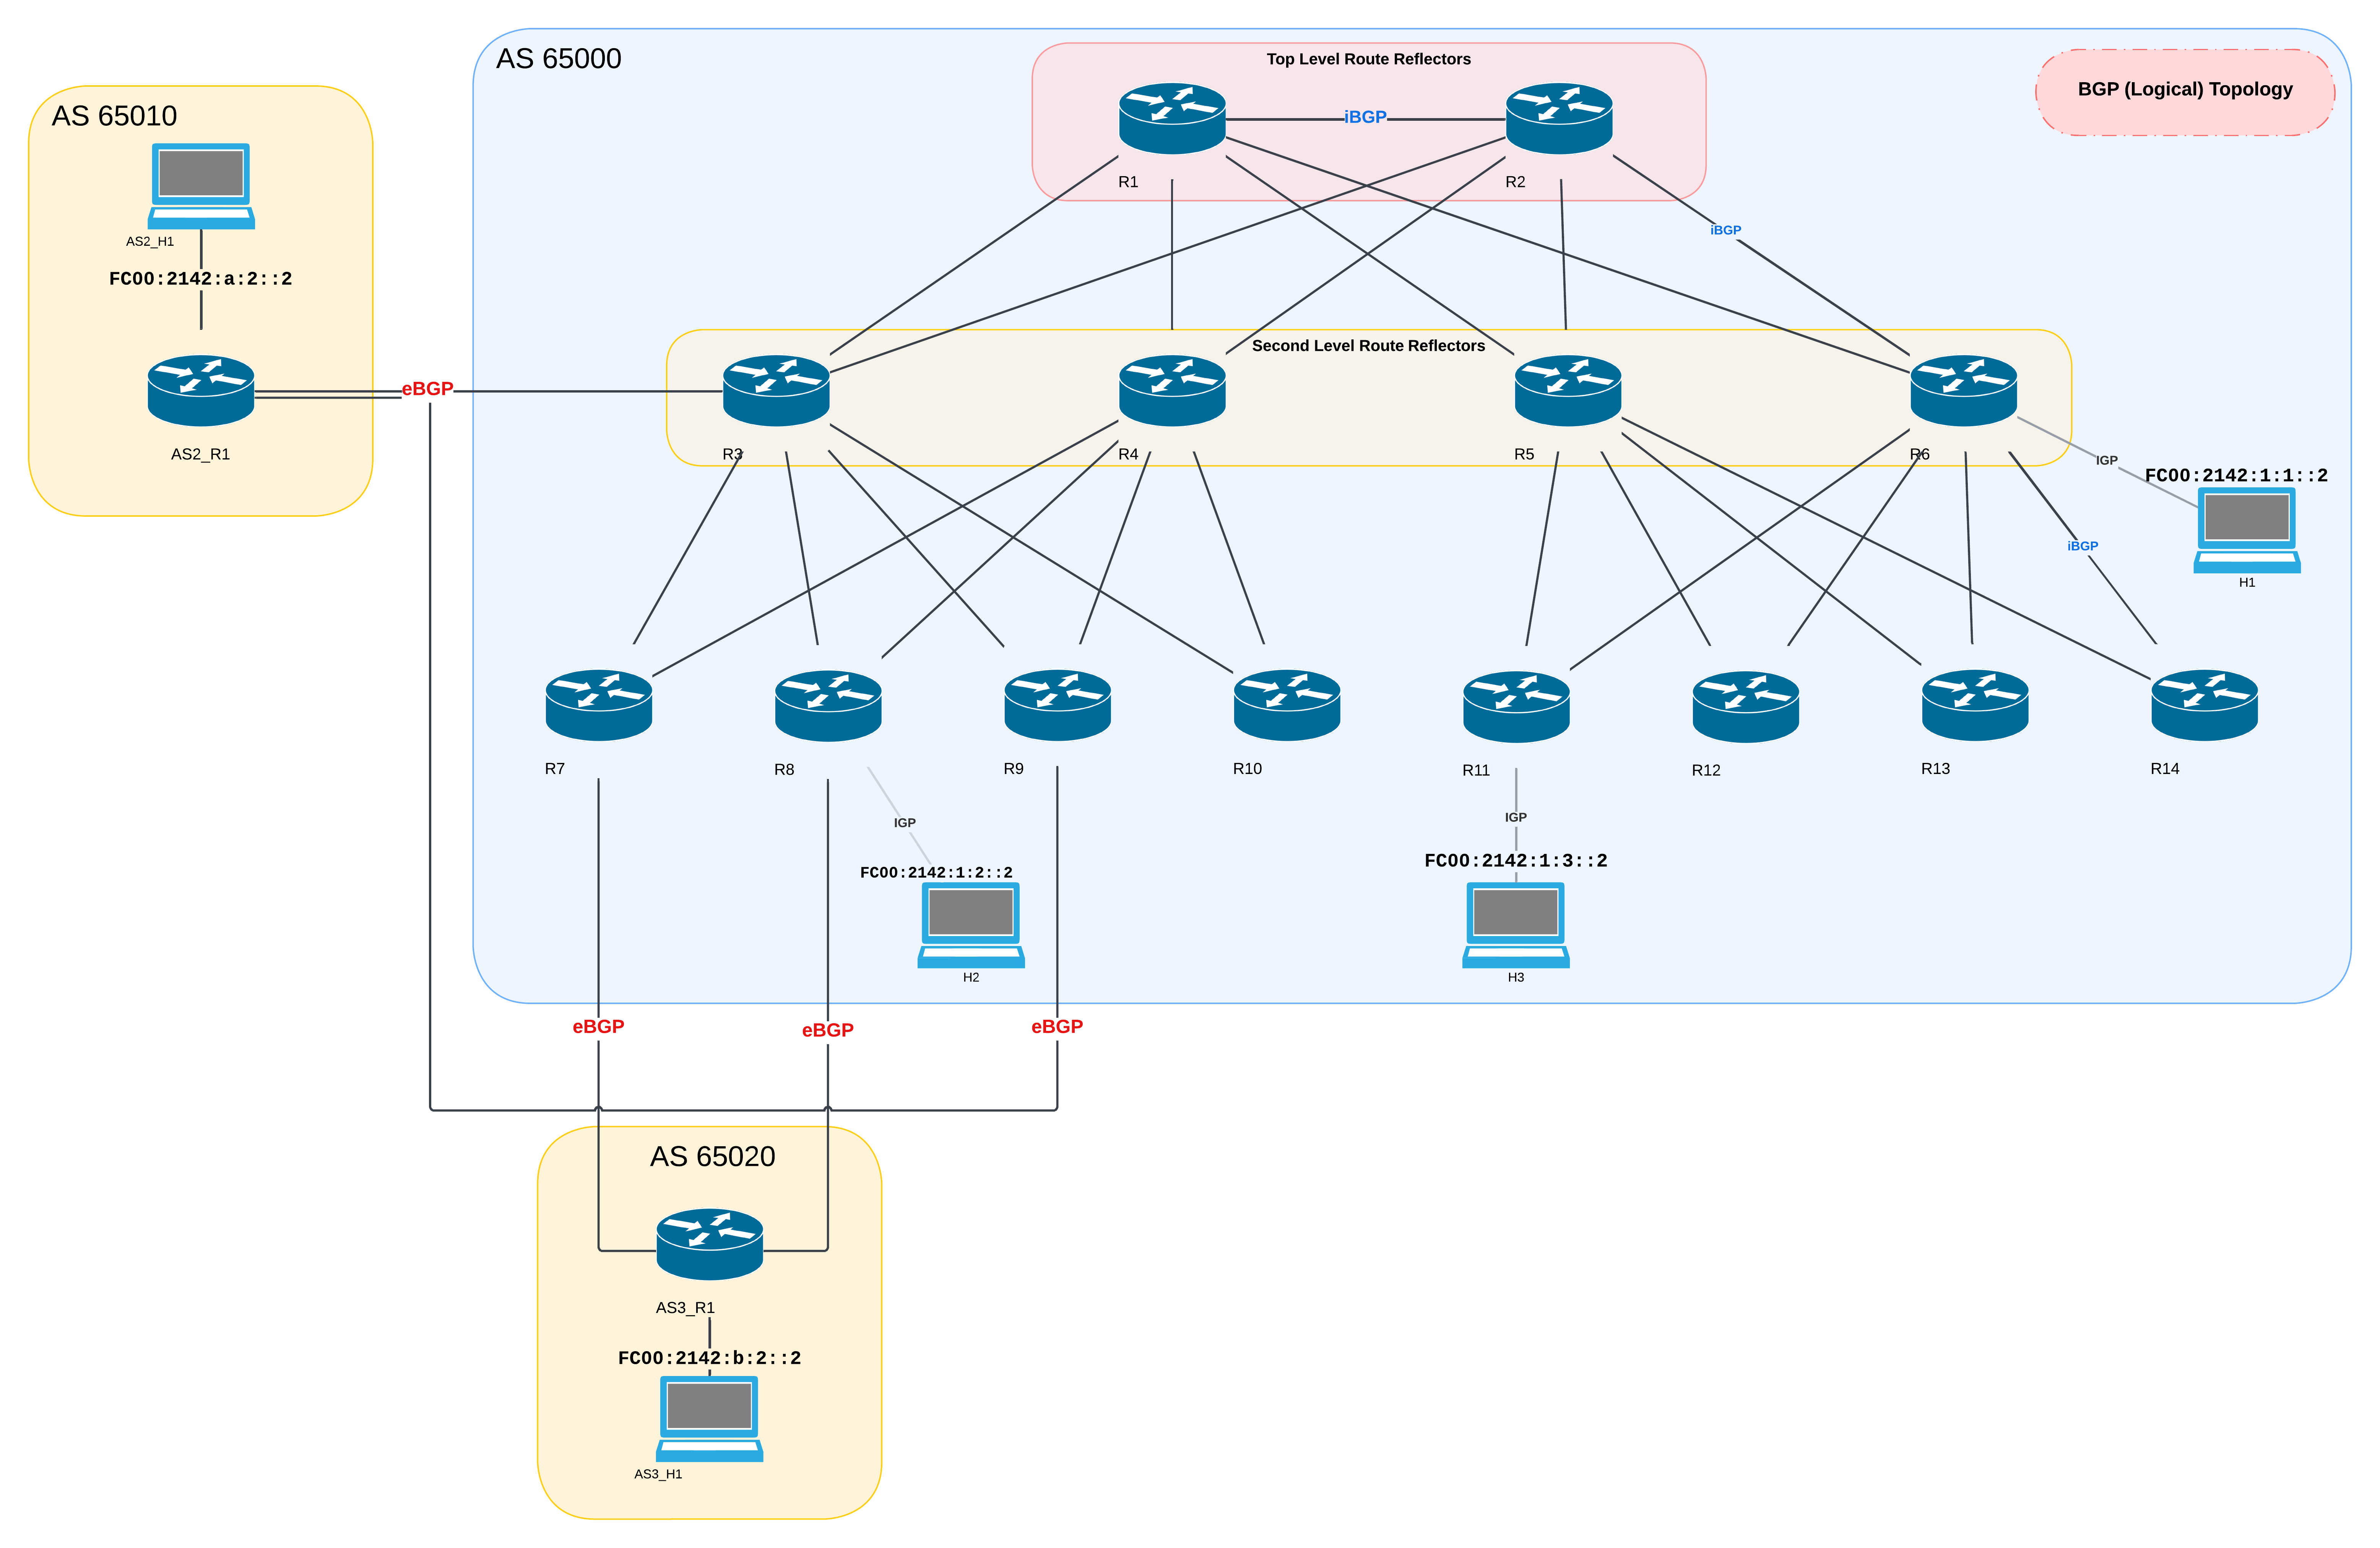 AS 65000
Top Level Route Reflectors
BGP (Logical) Topology
AS 65010
iBGP
R1
R2
AS2_H1
iBGP
FC00:2142:a:2::2
Second Level Route Reflectors
eBGP
AS2_R1
R3
R4
R5
R6
IGP
FC00:2142:1:1::2
iBGP
H1
R7
R8
R9
R10
R11
R12
R13
R14
IGP
IGP
FC00:2142:1:2::2
FC00:2142:1:3::2
H2
H3
eBGP
eBGP
eBGP
AS 65020
AS3_R1
FC00:2142:b:2::2
AS3_H1